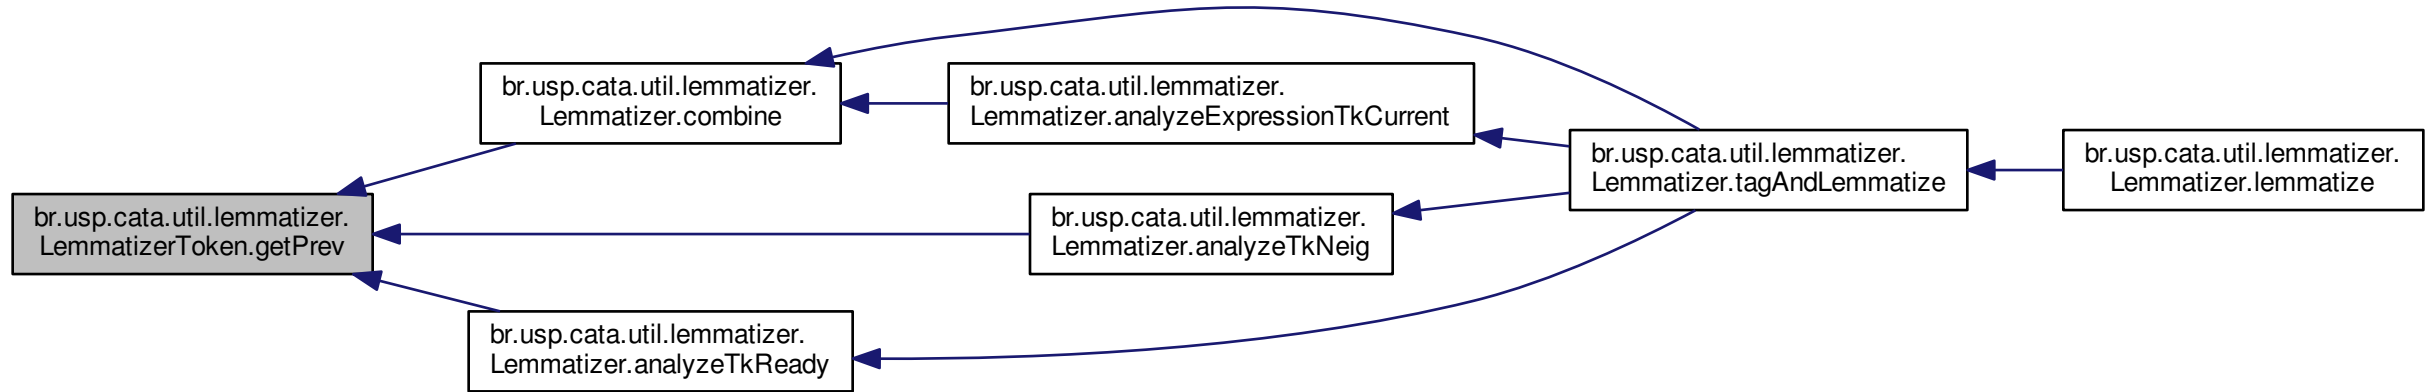 br.usp.cata.util.lemmatizer.
LemmatizerToken.getPrev
br.usp.cata.util.lemmatizer.
Lemmatizer.combine
br.usp.cata.util.lemmatizer.
Lemmatizer.analyzeExpressionTkCurrent
br.usp.cata.util.lemmatizer.
Lemmatizer.analyzeTkNeig
br.usp.cata.util.lemmatizer.
Lemmatizer.analyzeTkReady
br.usp.cata.util.lemmatizer.
Lemmatizer.tagAndLemmatize
br.usp.cata.util.lemmatizer.
Lemmatizer.lemmatize